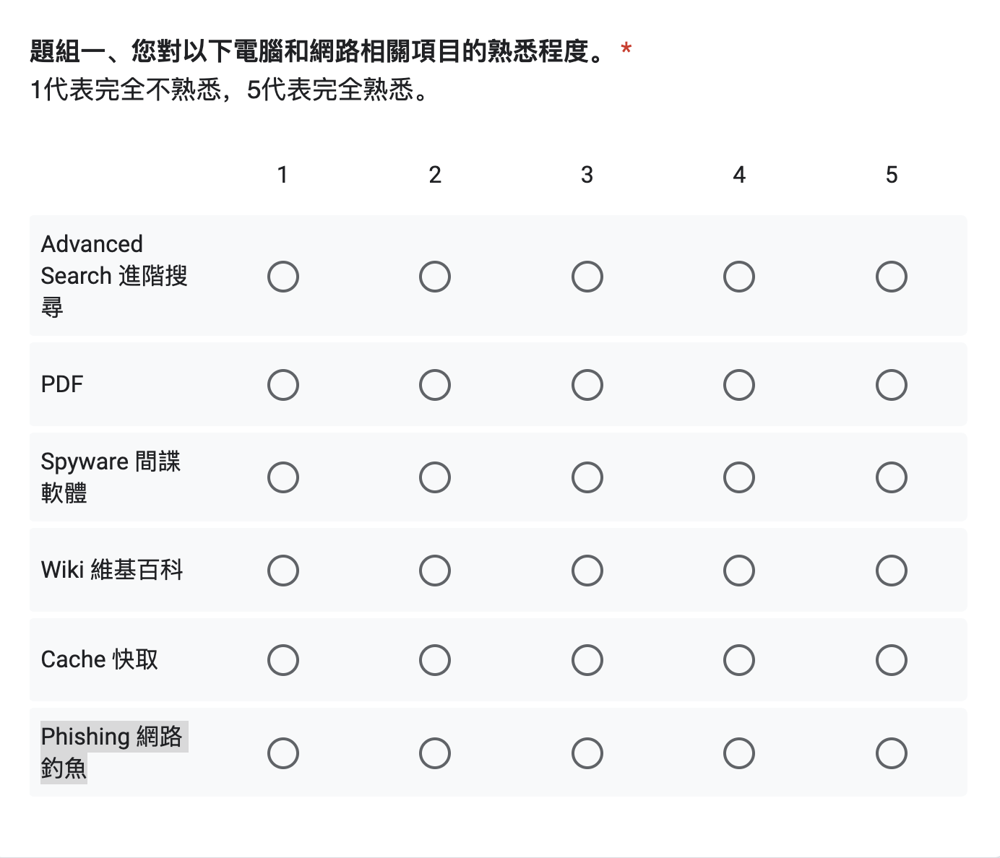 題組一、您對以下電腦和網路相關項目的熟悉程度。 *
1代表完全不熟悉，5代表完全熟悉。
1 2 3 4 5
Advanced
Search 進階搜
尋
PDF
Spyware 間諜
軟體
Wiki 維基百科
Cache 快取
Phishing 網路
釣魚